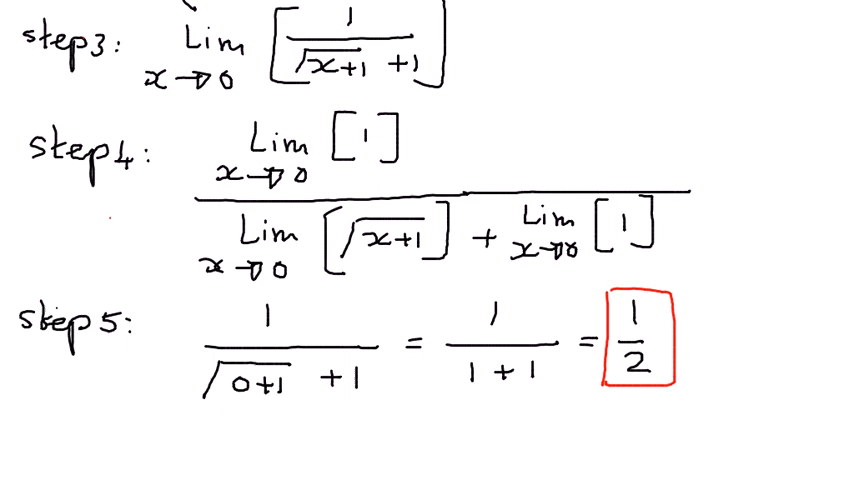 step3: Lim x→0 [1/(√(x+1) +1)]
step4: Lim x→0 [1] / (Lim x→0 [√(x+1)] + Lim x→0 [1])
step5: 1/(√(0+1) +1) = 1/(1+1) = 1/2